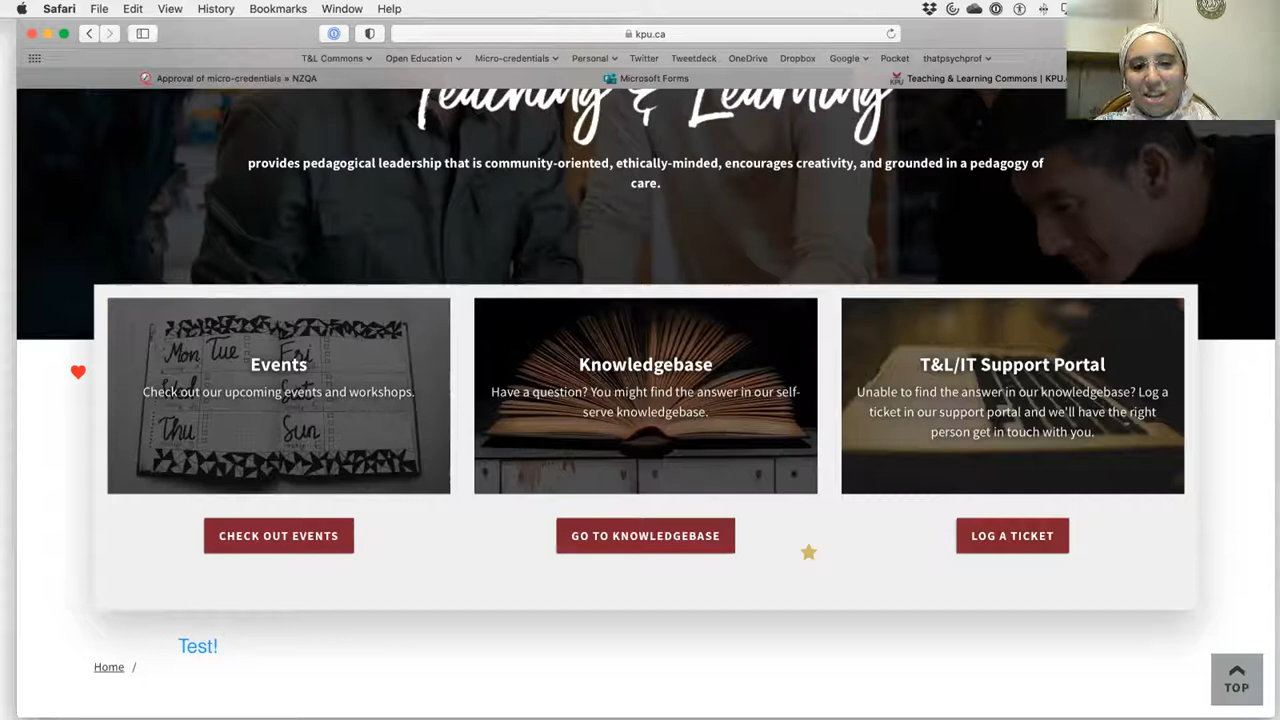 Safari File Edit View History Bookmarks Window Help
kpu.ca
T&L Commons Open Education Micro-credentials Personal Twitter Tweetdeck OneDrive Dropbox Google Pocket thatpsychprof
Approval of micro-credentials » NZQA Microsoft Forms KPU Teaching & Learning Commons | KPU.
Teaching & Learning
provides pedagogical leadership that is community-oriented, ethically-minded, encourages creativity, and grounded in a pedagogy of
care.
Mon Tue Fri
Thu Sun
Events
Check out our upcoming events and workshops.
CHECK OUT EVENTS
Knowledgebase
Have a question? You might find the answer in our self-
serve knowledgebase.
GO TO KNOWLEDGEBASE
T&L/IT Support Portal
Unable to find the answer in our knowledgebase? Log a
ticket in our support portal and we'll have the right
person get in touch with you.
LOG A TICKET
Test!
Home /
TOP